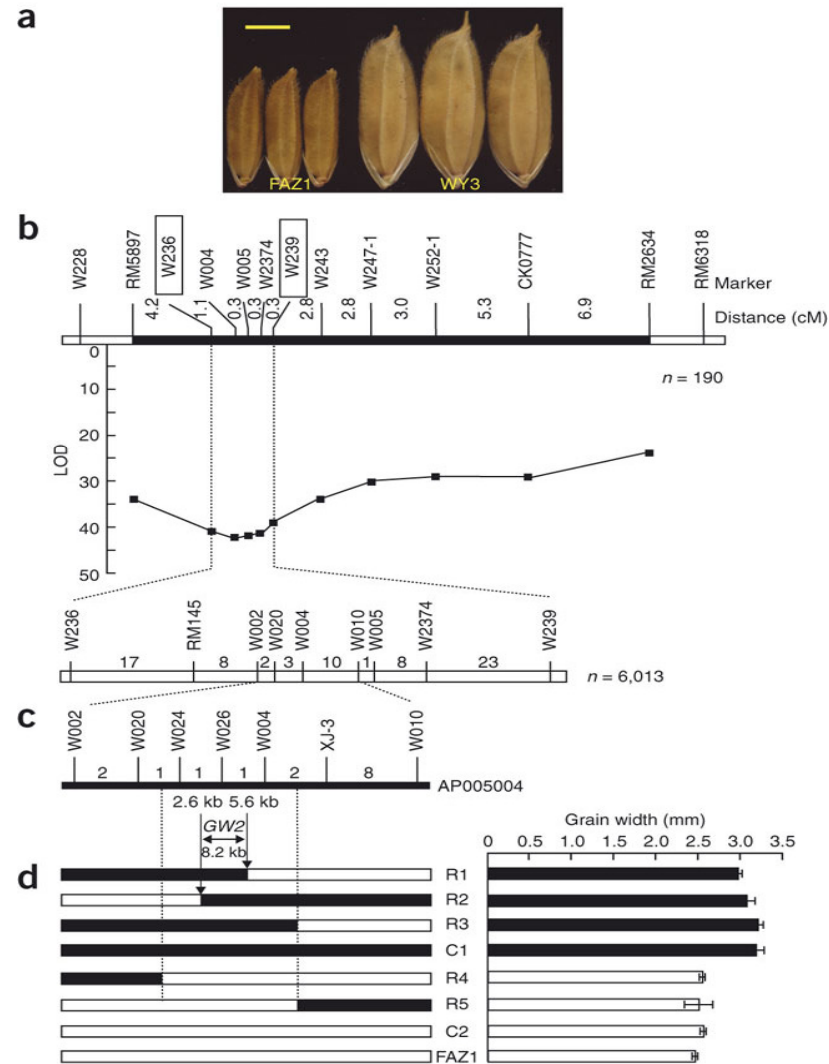 a
FAZ1 WY3
b
W228 RM5897 W236 W004 W005 W2374 W239 W243 W247-1 W252-1 CK0777 RM2634 RM6318 Marker
4.2 1.1 0.3 0.3 0.3 2.8 2.8 3.0 5.3 6.9 Distance (cM)
0
n = 190
10
20
LOD
30
40
50
W236 RM145 W002 W020 W004 W010 W005 W2374 W239
17 8 2 3 10 1 8 23 n = 6,013
c
W002 W020 W024 W026 W004 XJ-3 W010
2 1 1 1 2 8 AP005004
2.6 kb 5.6 kb
GW2
8.2 kb
Grain width (mm)
0 0.5 1.0 1.5 2.0 2.5 3.0 3.5
d
R1
R2
R3
C1
R4
R5
C2
FAZ1